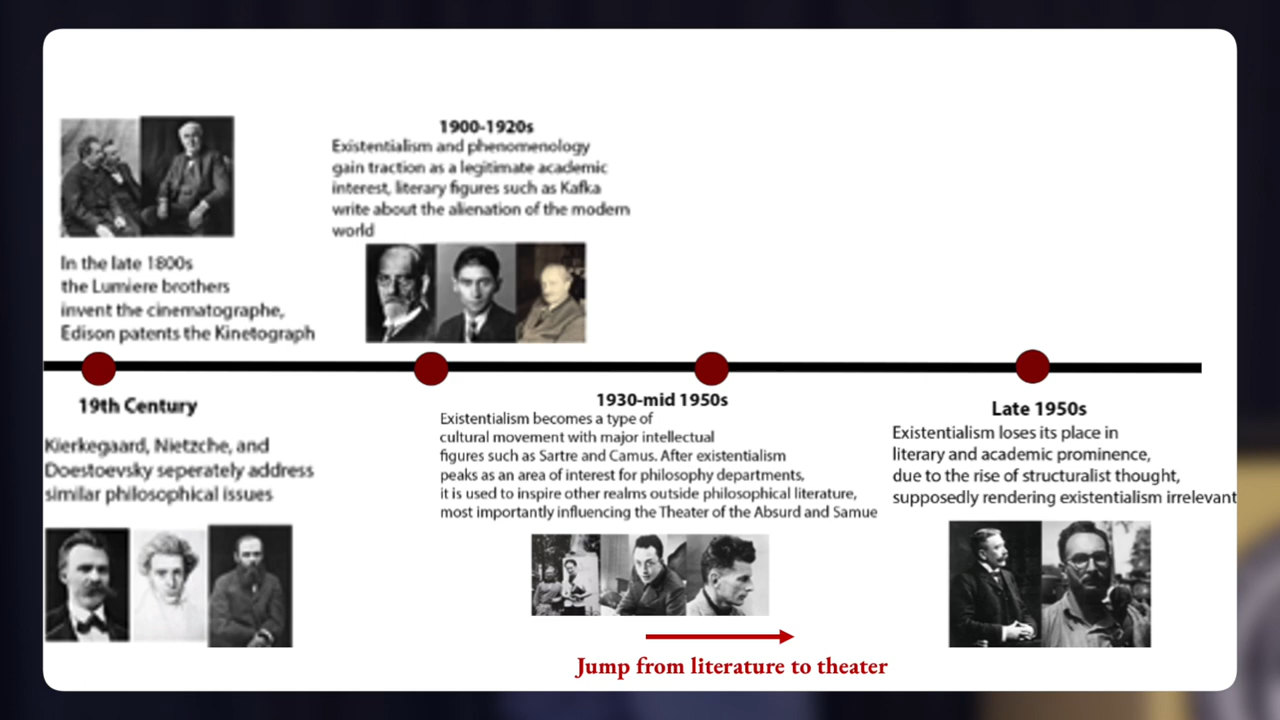 In the late 1800s
the Lumiere brothers
invent the cinematographe,
Edison patents the Kinetograph
1900-1920s
Existentialism and phenomenology
gain traction as a legitimate academic
interest, literary figures such as Kafka
write about the alienation of the modern
world
19th Century
Kierkegaard, Nietzche, and
Doestoevsky seperately address
similar philosophical issues
1930-mid 1950s
Existentialism becomes a type of
cultural movement with major intellectual
figures such as Sartre and Camus. After existentialism
peaks as an area of interest for philosophy departments,
it is used to inspire other realms outside philosophical literature,
most importantly influencing the Theater of the Absurd and Samue
Jump from literature to theater
Late 1950s
Existentialism loses its place in
literary and academic prominence,
due to the rise of structuralist thought,
supposedly rendering existentialism irrelevant